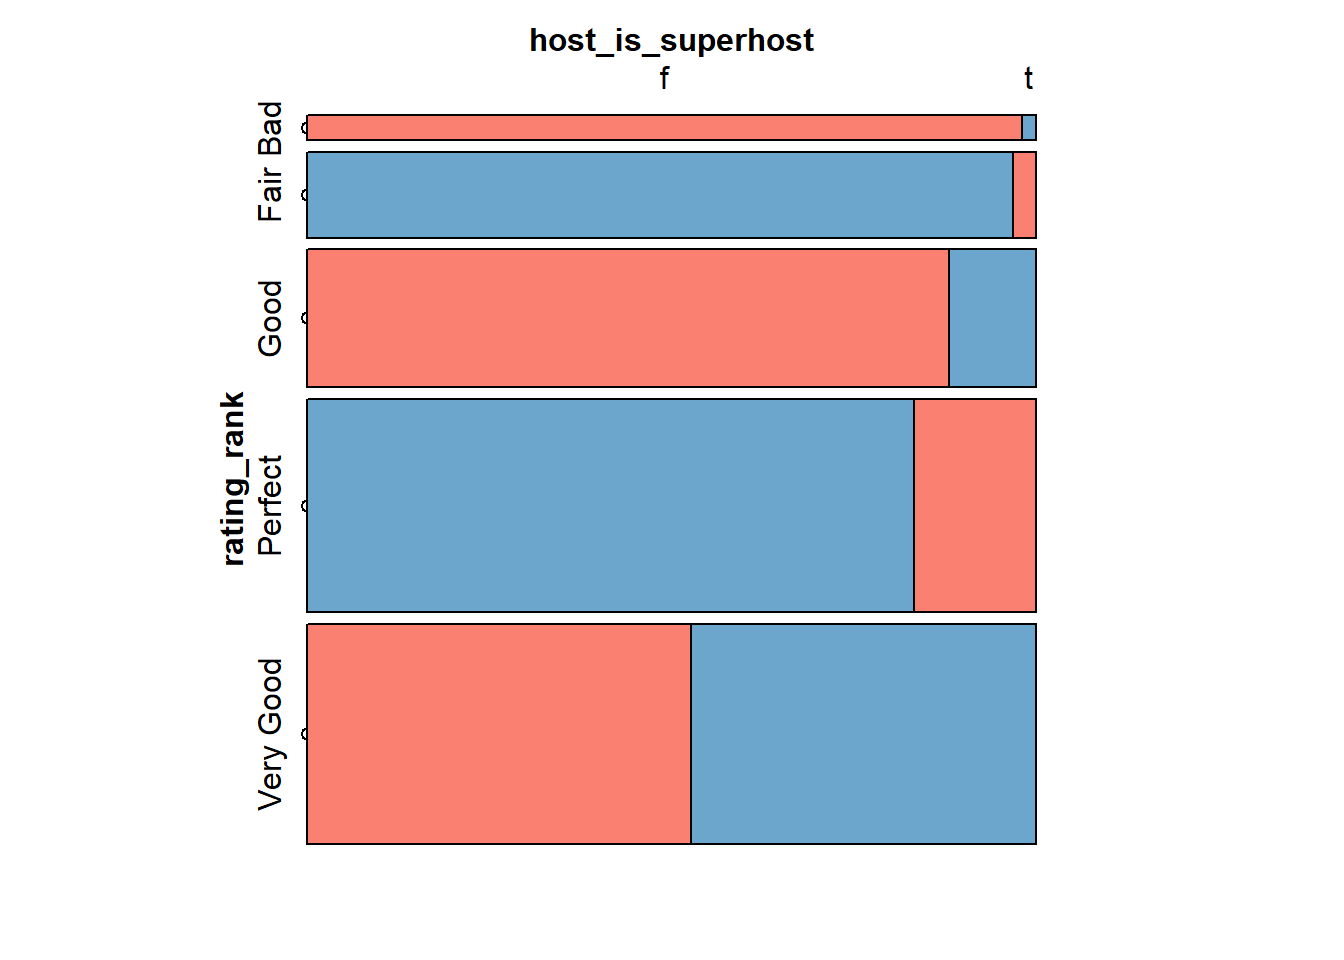 host_is_superhost
f t
Bad
Fair
Good
rating_rank
Perfect
Very Good